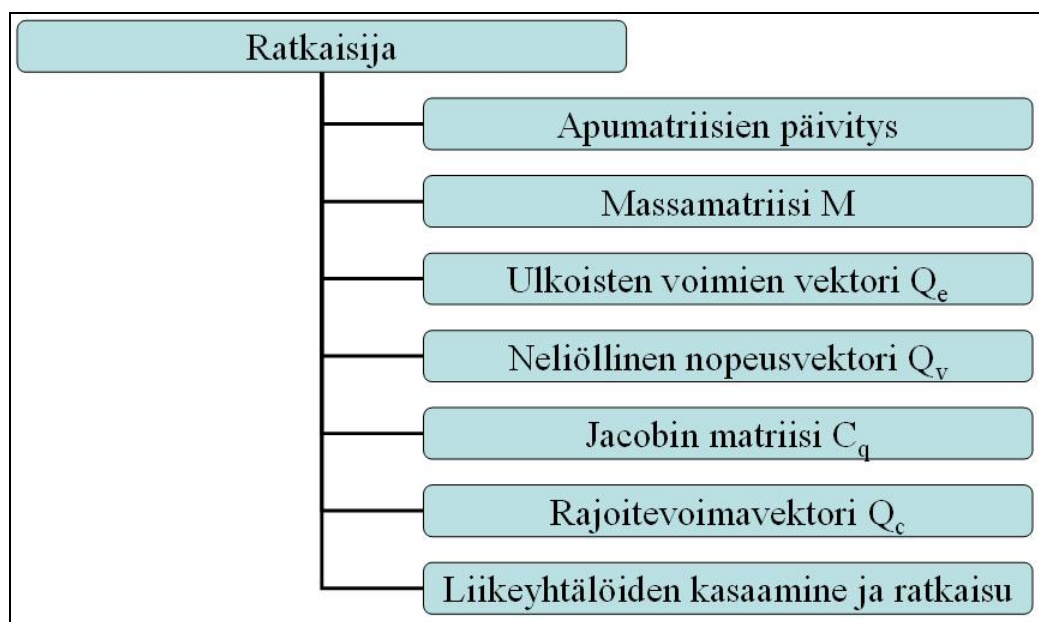 Ratkaisija
Apumatriisien päivitys
Massamatriisi M
Ulkoisten voimien vektori Qe
Neliöllinen nopeusvektori Qv
Jacobin matriisi Cq
Rajoitevoimavektori Qc
Liikeyhtälöiden kasaamine ja ratkaisu